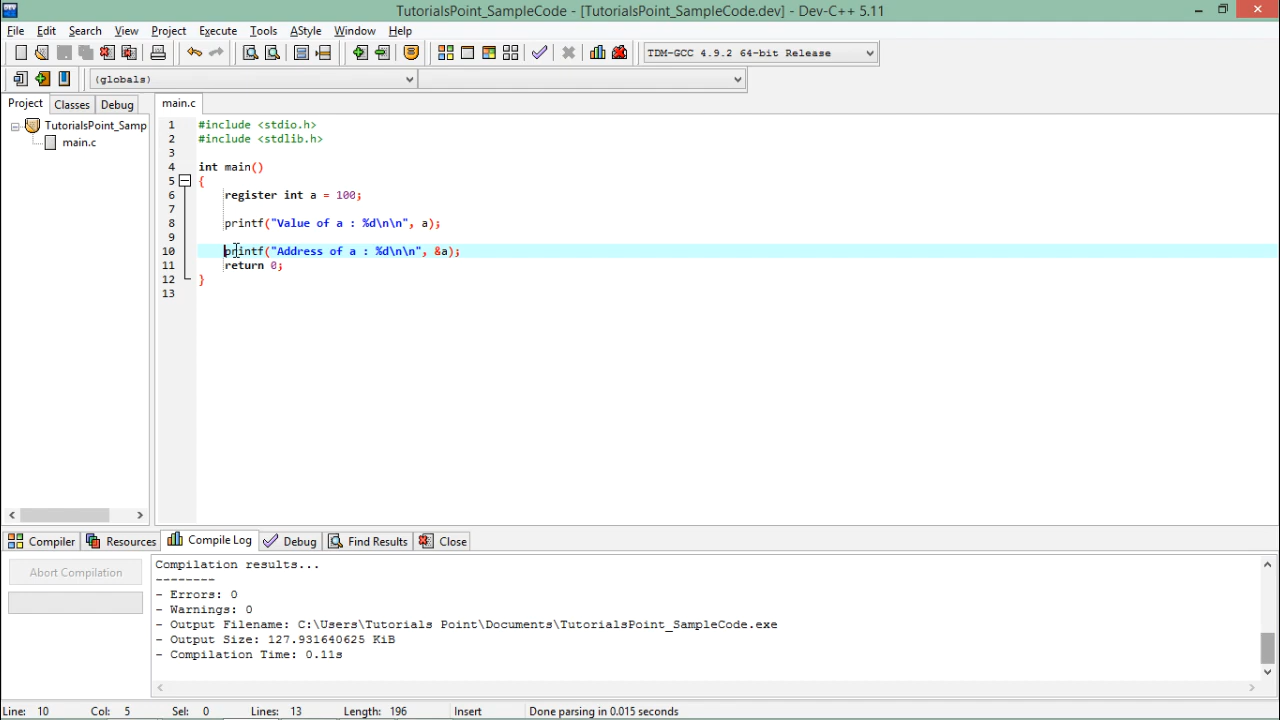 TutorialsPoint_SampleCode - [TutorialsPoint_SampleCode.dev] - Dev-C++ 5.11
File Edit Search View Project Execute Tools AStyle Window Help
TDM-GCC 4.9.2 64-bit Release
(globals)
Project Classes Debug
main.c
TutorialsPoint_Samp
main.c
1 #include <stdio.h>
2 #include <stdlib.h>
3
4 int main()
5 {
6 register int a = 100;
7
8 printf("Value of a : %d\n\n", a);
9
10 printf("Address of a : %d\n\n", &a);
11 return 0;
12 }
13
Compiler Resources Compile Log Debug Find Results Close
Abort Compilation
Compilation results...
--------
- Errors: 0
- Warnings: 0
- Output Filename: C:\Users\Tutorials Point\Documents\TutorialsPoint_SampleCode.exe
- Output Size: 127.931640625 KiB
- Compilation Time: 0.11s
Line: 10 Col: 5 Sel: 0 Lines: 13 Length: 196 Insert Done parsing in 0.015 seconds